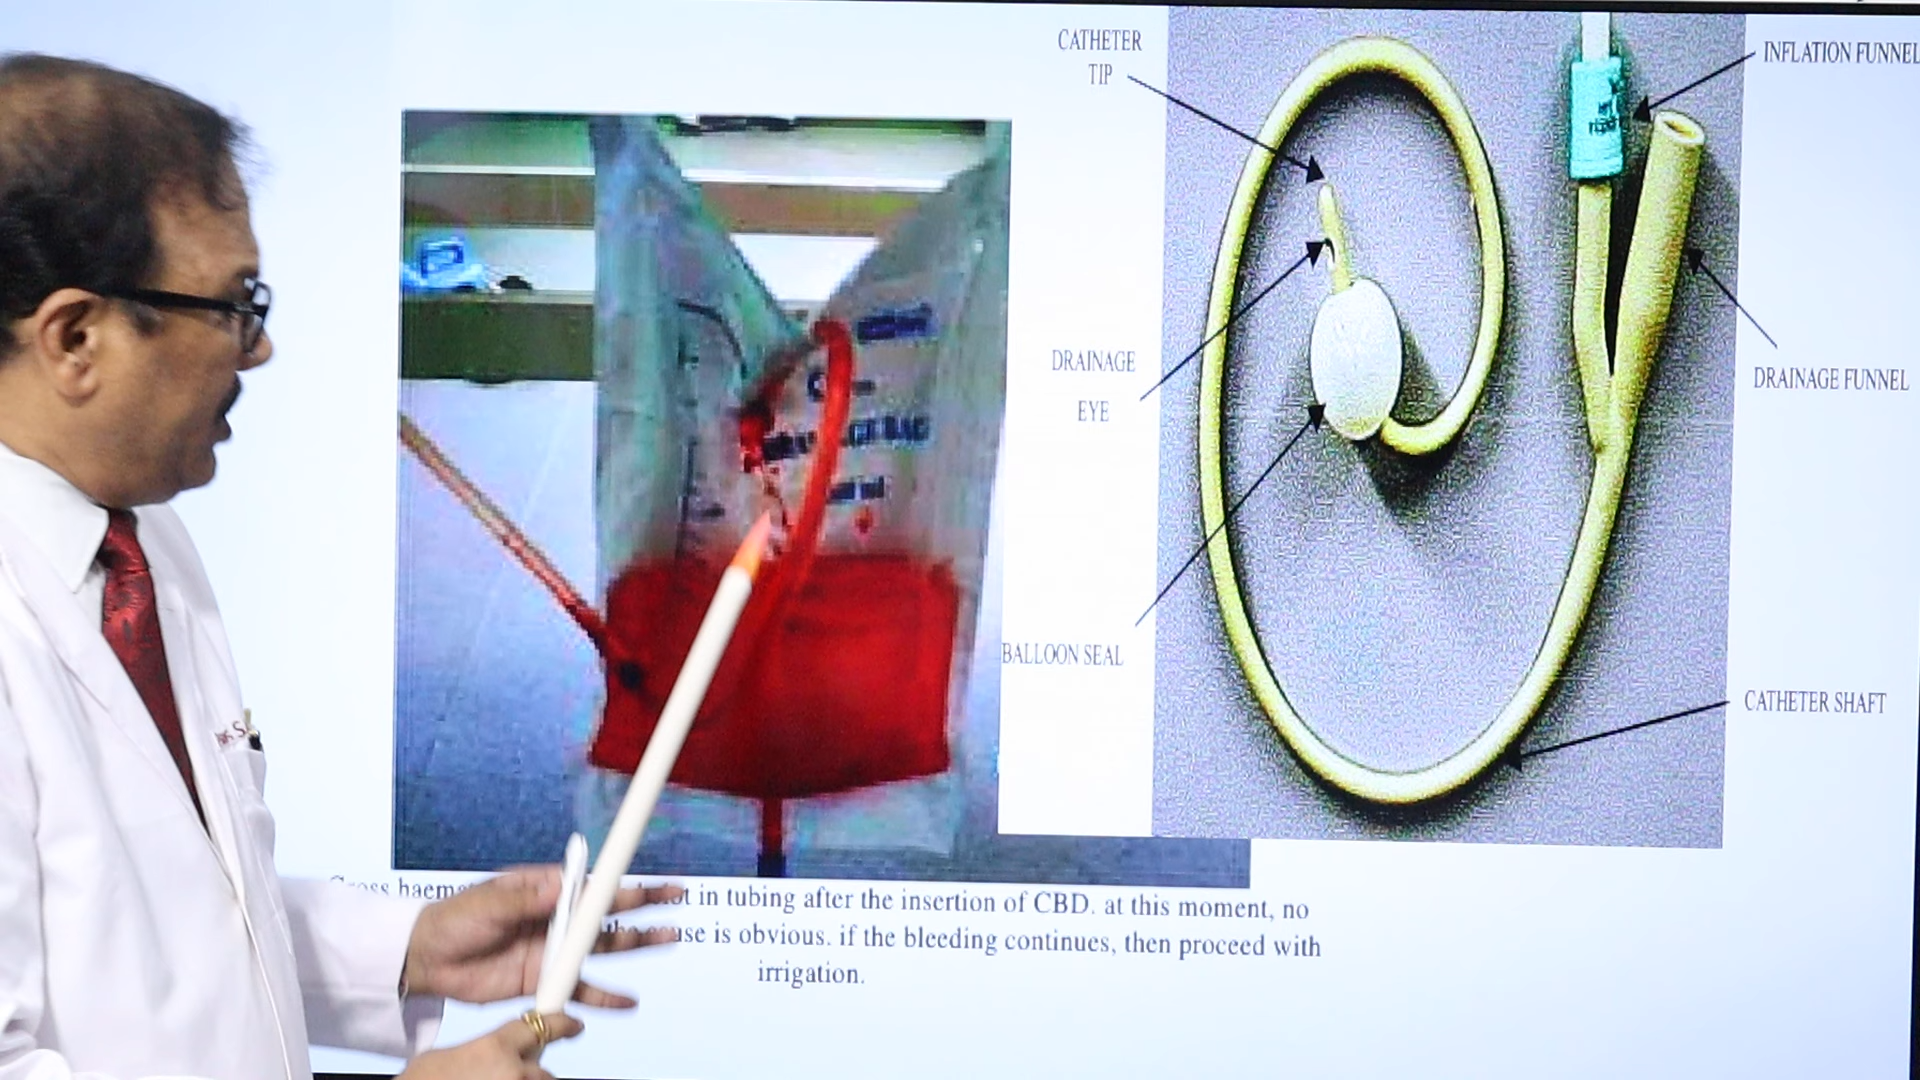 CATHETER
TIP
INFLATION FUNNEL
DRAINAGE
EYE
DRAINAGE FUNNEL
BALLOON SEAL
CATHETER SHAFT
Gross in tubing after the insertion of CBD. at this moment, no
is obvious. if the bleeding continues, then proceed with
irrigation.